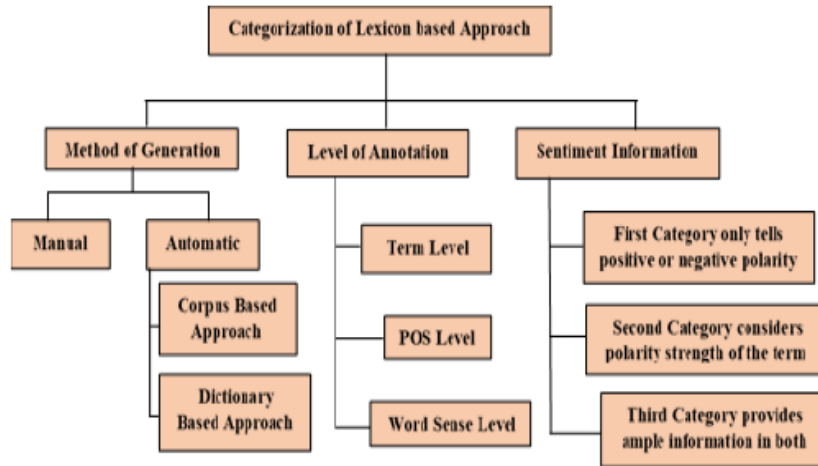 Categorization of Lexicon based Approach
Method of Generation
Level of Annotation
Sentiment Information
Manual
Automatic
Corpus Based
Approach
Dictionary
Based Approach
Term Level
POS Level
Word Sense Level
First Category only tells
positive or negative polarity
Second Category considers
polarity strength of the term
Third Category provides
ample information in both